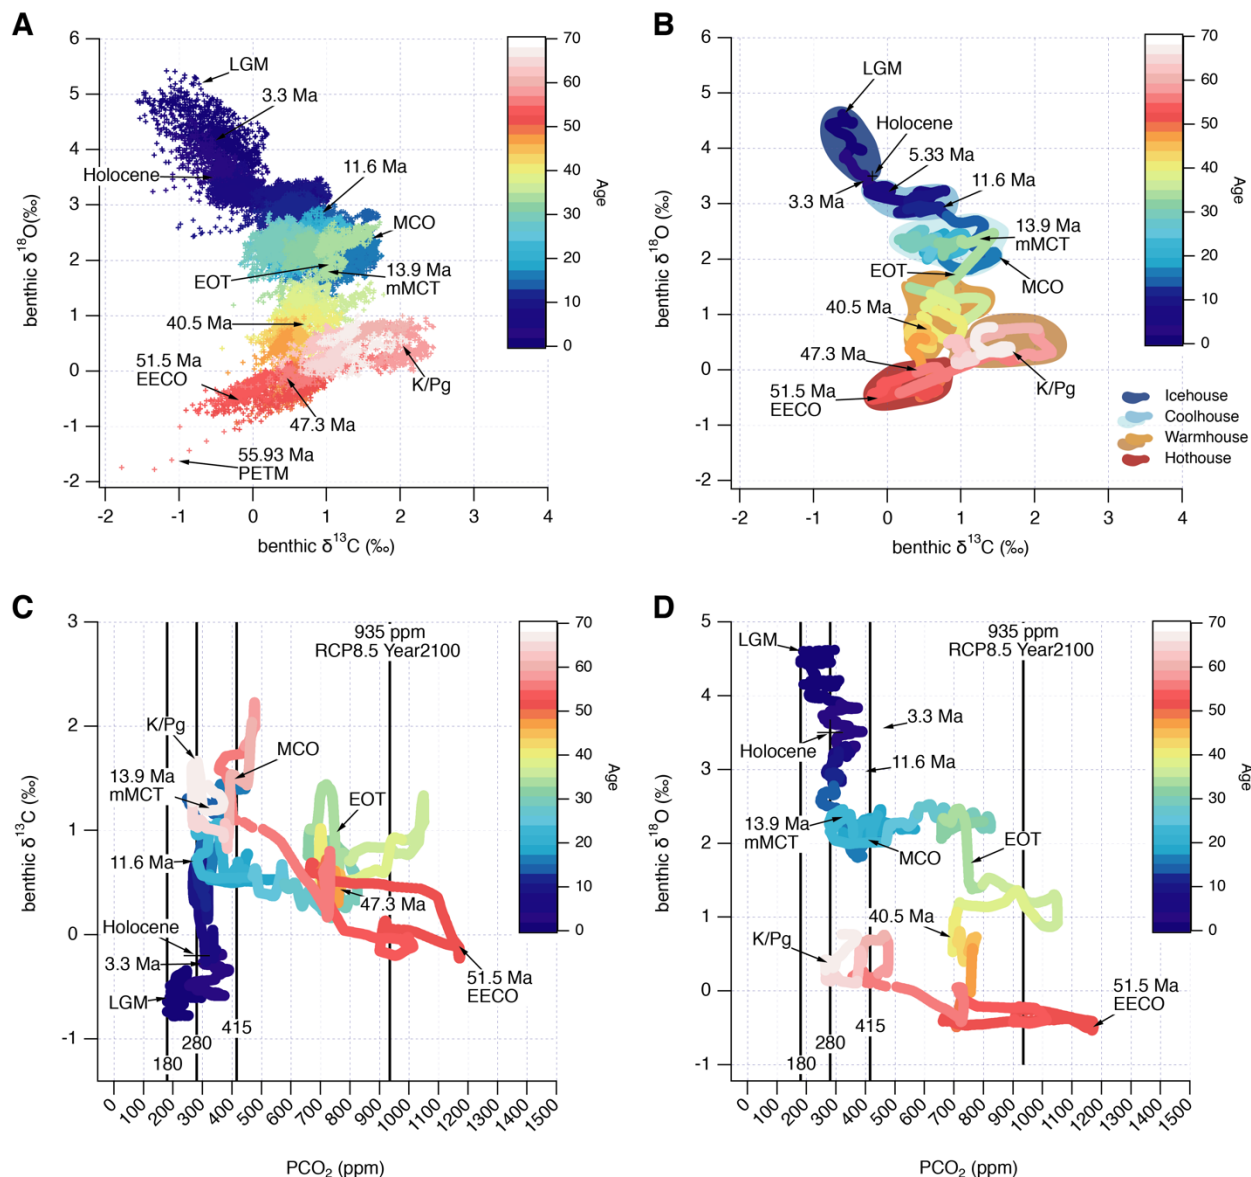 A
6
5
4
3
2
1
0
-1
-2
benthic δ18O(‰)
-2
-1
0
1
2
3
4
benthic δ13C (‰)
LGM
3.3 Ma
Holocene
11.6 Ma
MCO
EOT
13.9 Ma
mMCT
40.5 Ma
51.5 Ma
EECO
K/Pg
47.3 Ma
55.93 Ma
PETM
70
60
50
40
30
20
10
0
Age
B
6
5
4
3
2
1
0
-1
-2
benthic δ18O (‰)
-2
-1
0
1
2
3
4
benthic δ13C (‰)
LGM
Holocene
5.33 Ma
3.3 Ma
11.6 Ma
13.9 Ma
mMCT
EOT
MCO
40.5 Ma
47.3 Ma
K/Pg
51.5 Ma
EECO
70
60
50
40
30
20
10
0
Age
Icehouse
Coolhouse
Warmhouse
Hothouse
C
3
2
1
0
-1
benthic δ13C (‰)
0
100
200
300
400
500
600
700
800
900
1000
1100
1200
1300
1400
1500
PCO2 (ppm)
935 ppm
RCP8.5 Year2100
K/Pg
MCO
13.9 Ma
mMCT
EOT
11.6 Ma
47.3 Ma
Holocene
3.3 Ma
LGM
51.5 Ma
EECO
415
280
180
70
60
50
40
30
20
10
0
Age
D
5
4
3
2
1
0
-1
benthic δ18O (‰)
0
100
200
300
400
500
600
700
800
900
1000
1100
1200
1300
1400
1500
PCO2 (ppm)
935 ppm
RCP8.5 Year2100
LGM
3.3 Ma
Holocene
11.6 Ma
13.9 Ma
mMCT
MCO
EOT
40.5 Ma
K/Pg
51.5 Ma
EECO
415
280
180
70
60
50
40
30
20
10
0
Age